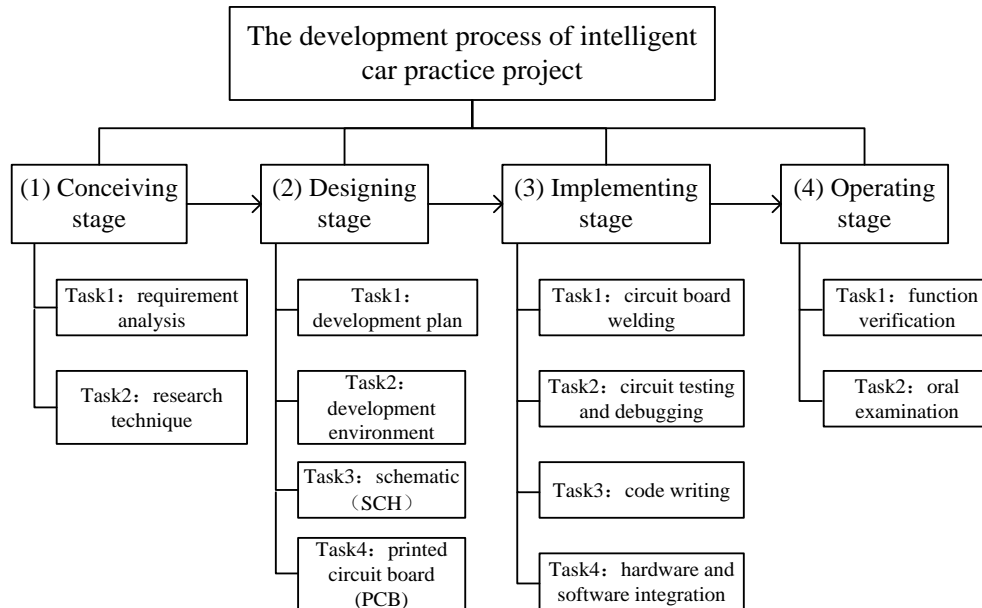 The development process of intelligent
car practice project
(1) Conceiving
stage
(2) Designing
stage
(3) Implementing
stage
(4) Operating
stage
Task1：requirement
analysis
Task2：research
technique
Task1：
development plan
Task2：
development
environment
Task3：schematic
（SCH）
Task4：printed
circuit board
(PCB)
Task1：circuit board
welding
Task2：circuit testing
and debugging
Task3：code writing
Task4：hardware and
software integration
Task1：function
verification
Task2：oral
examination